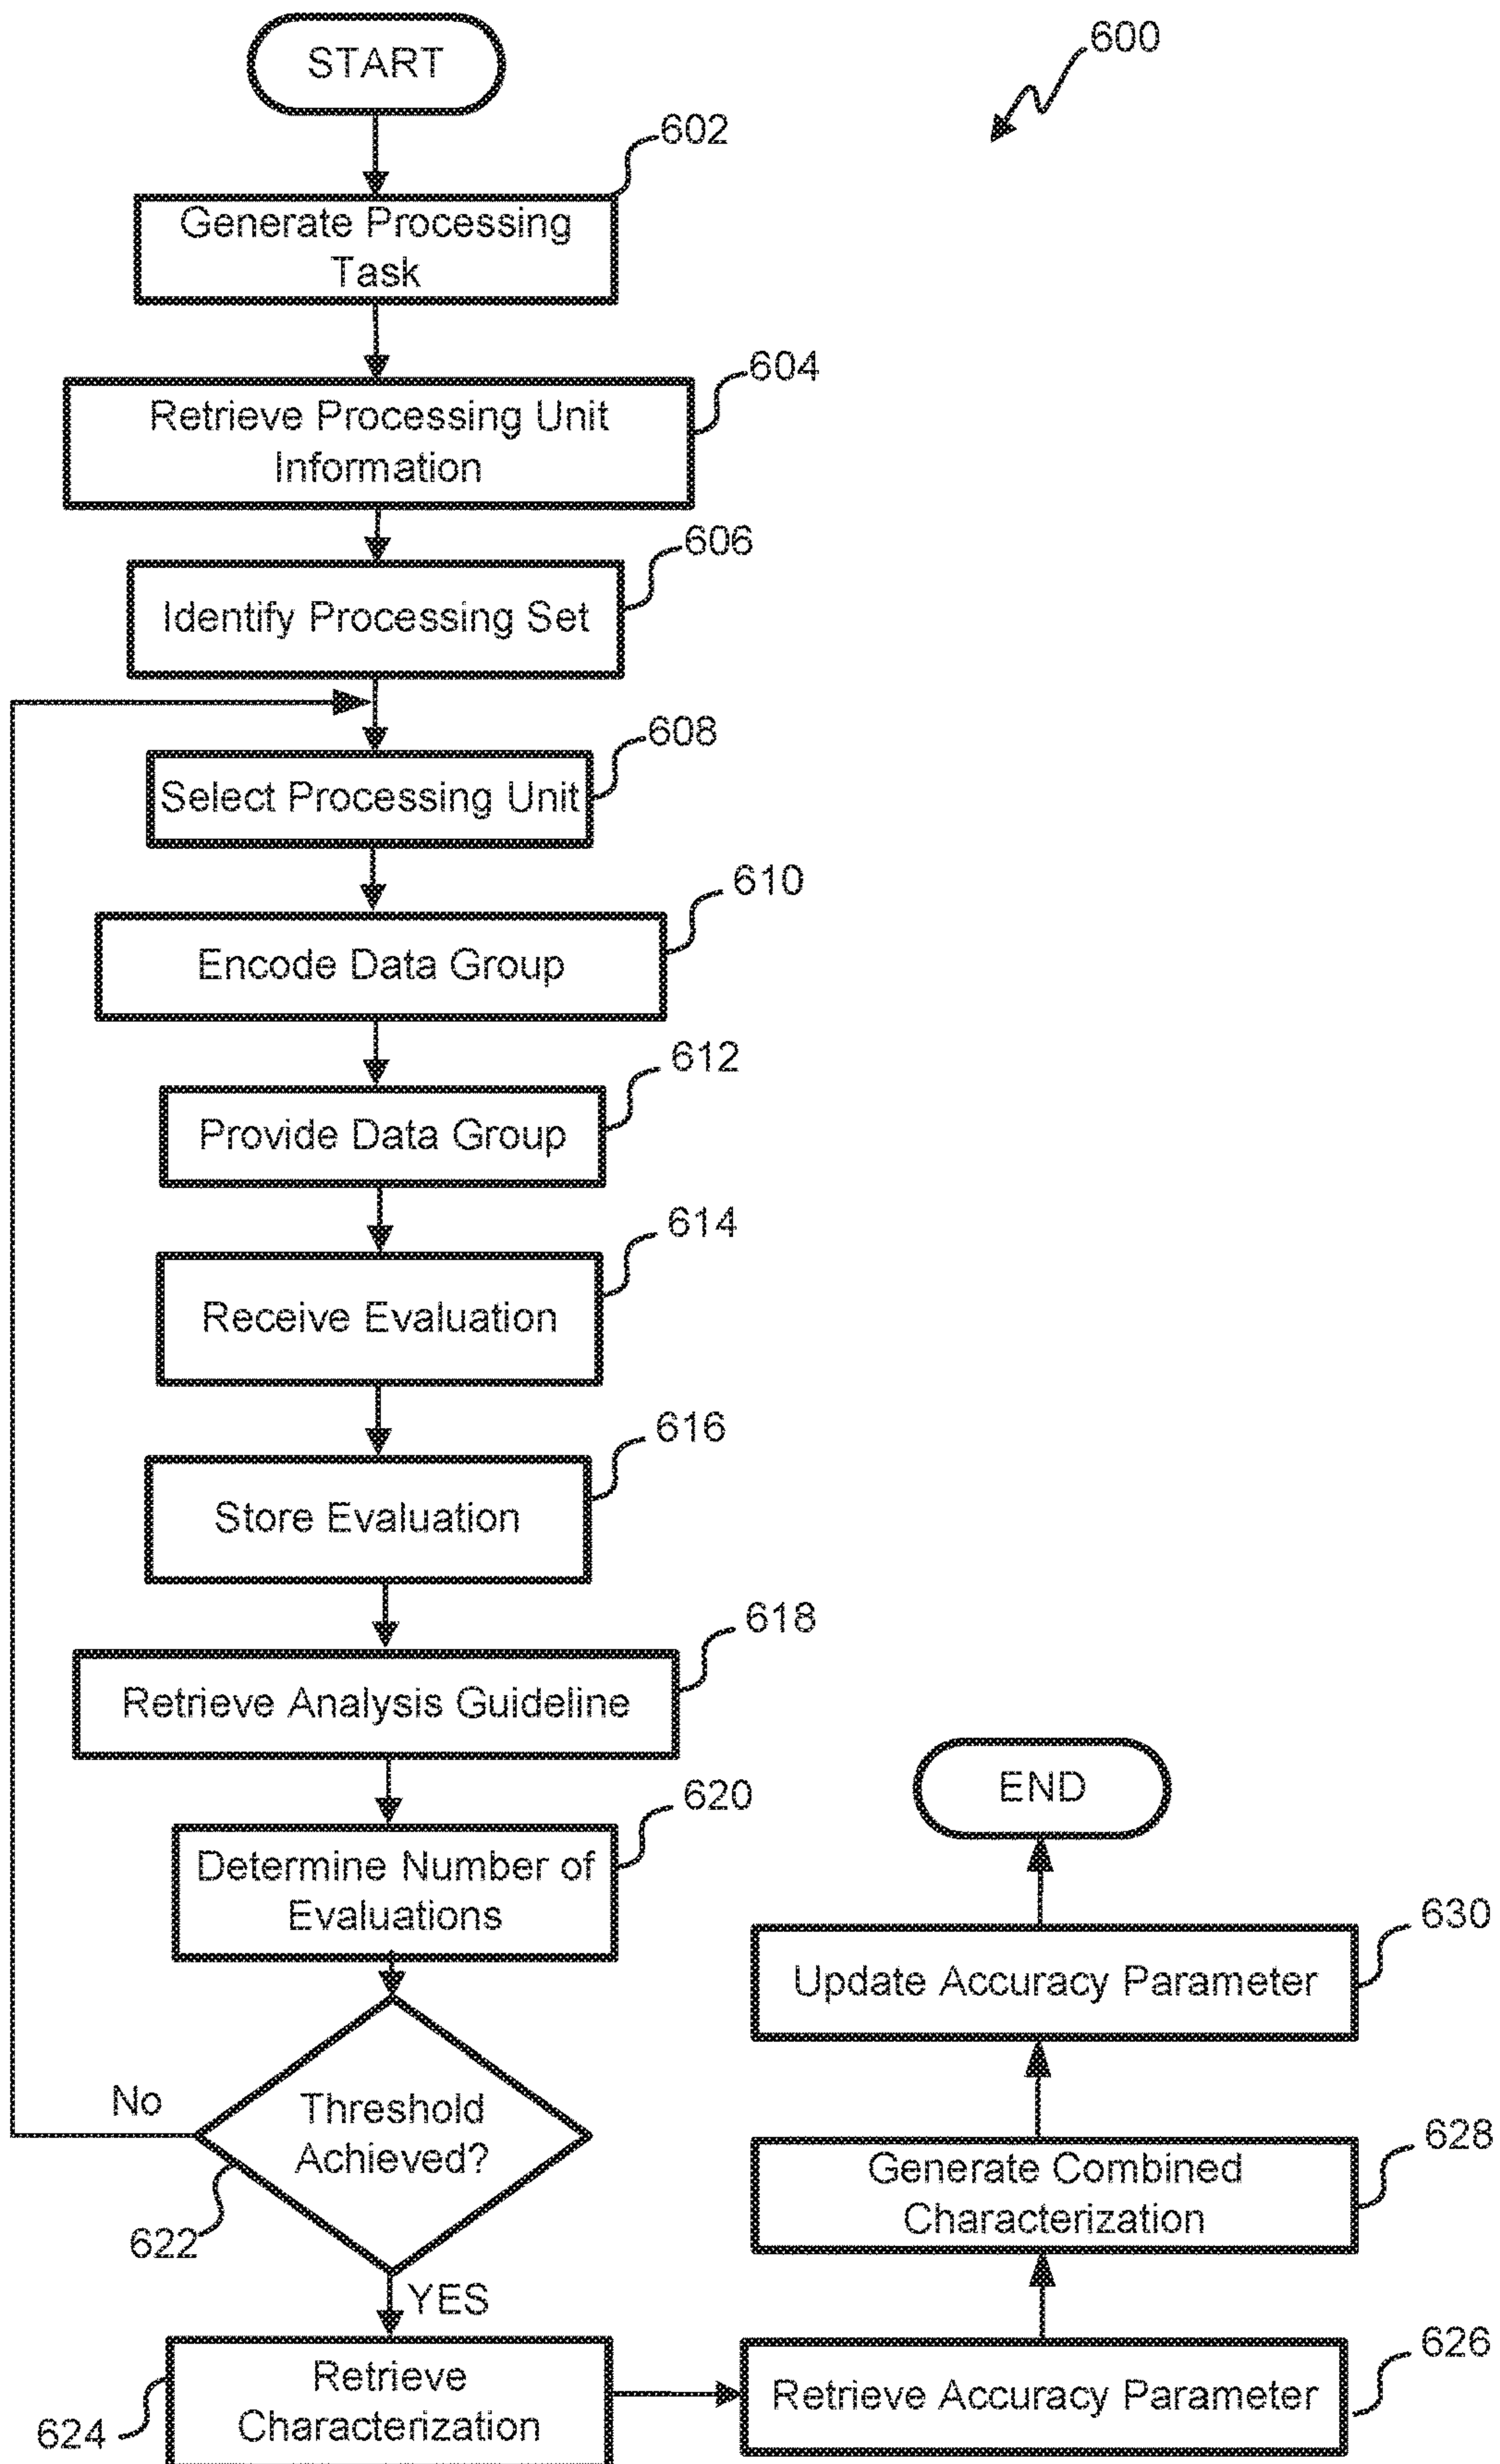 START
600
602
Generate Processing
Task
604
Retrieve Processing Unit
Information
606
Identify Processing Set
608
Select Processing Unit
610
Encode Data Group
612
Provide Data Group
614
Receive Evaluation
616
Store Evaluation
618
Retrieve Analysis Guideline
620
Determine Number of
Evaluations
No
Threshold
Achieved?
622
YES
Retrieve
Characterization
624
626
Retrieve Accuracy Parameter
628
Generate Combined
Characterization
630
Update Accuracy Parameter
END